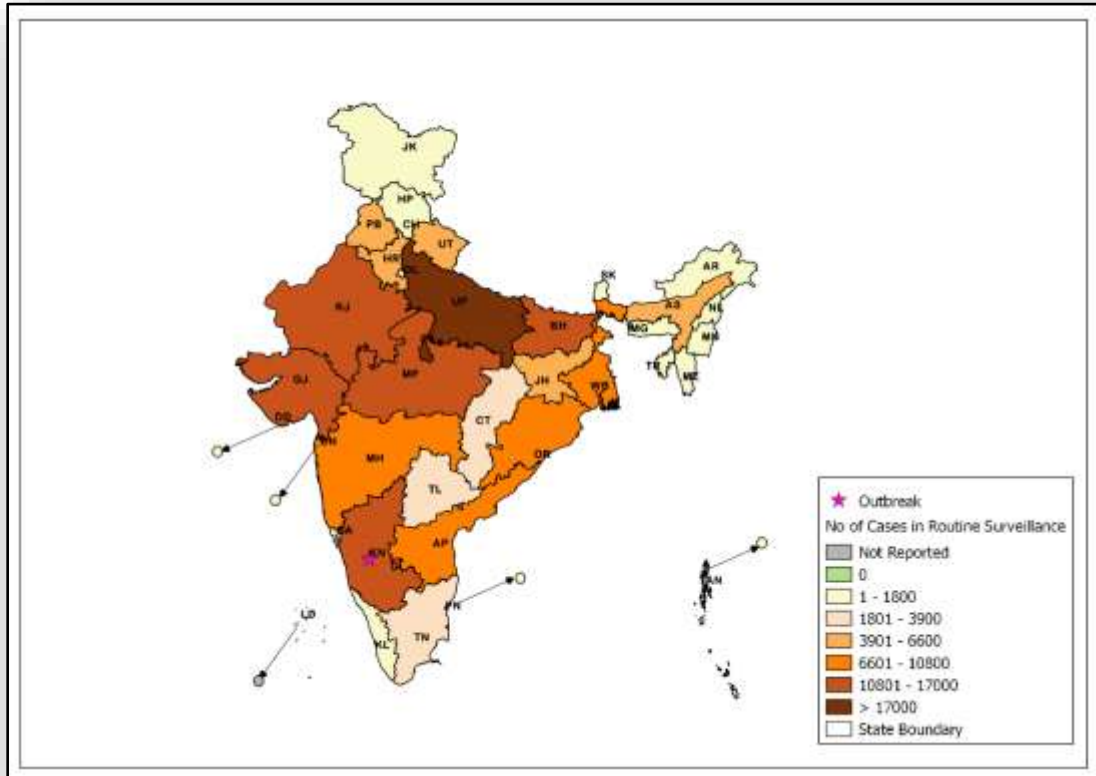 JK
HP
CH
PB
UT
HR
DL
AR
SK
RJ
UP
AS
NL
BH
MG
MN
TR
MZ
GJ
MP
JH
WB
DD
CT
DN
OR
MH
TL
GA
AP
KN
AN
PN
LD
TN
KL
Outbreak
No of Cases in Routine Surveillance
Not Reported
0
1 - 1800
1801 - 3900
3901 - 6600
6601 - 10800
10801 - 17000
> 17000
State Boundary